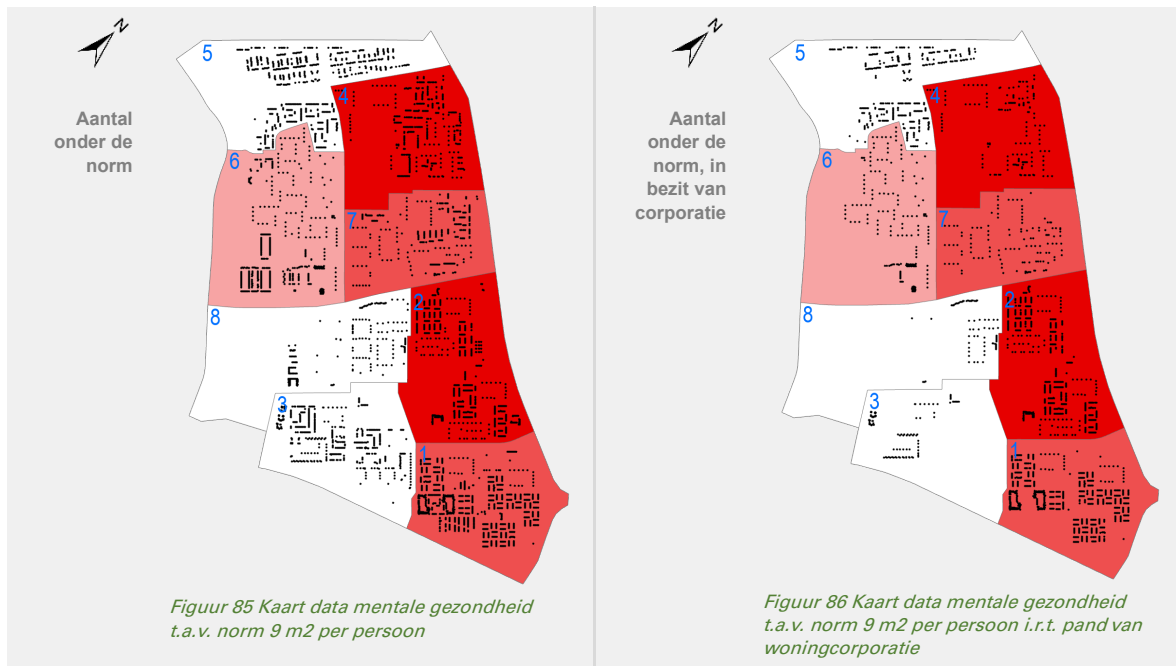 N
Aantal
onder de
norm
5
4
6
7
8
2
3
1
Figuur 85 Kaart data mentale gezondheid
t.a.v. norm 9 m2 per persoon
N
Aantal
onder de
norm, in
bezit van
corporatie
5
4
6
7
8
2
3
1
Figuur 86 Kaart data mentale gezondheid
t.a.v. norm 9 m2 per persoon i.r.t. pand van
woningcorporatie